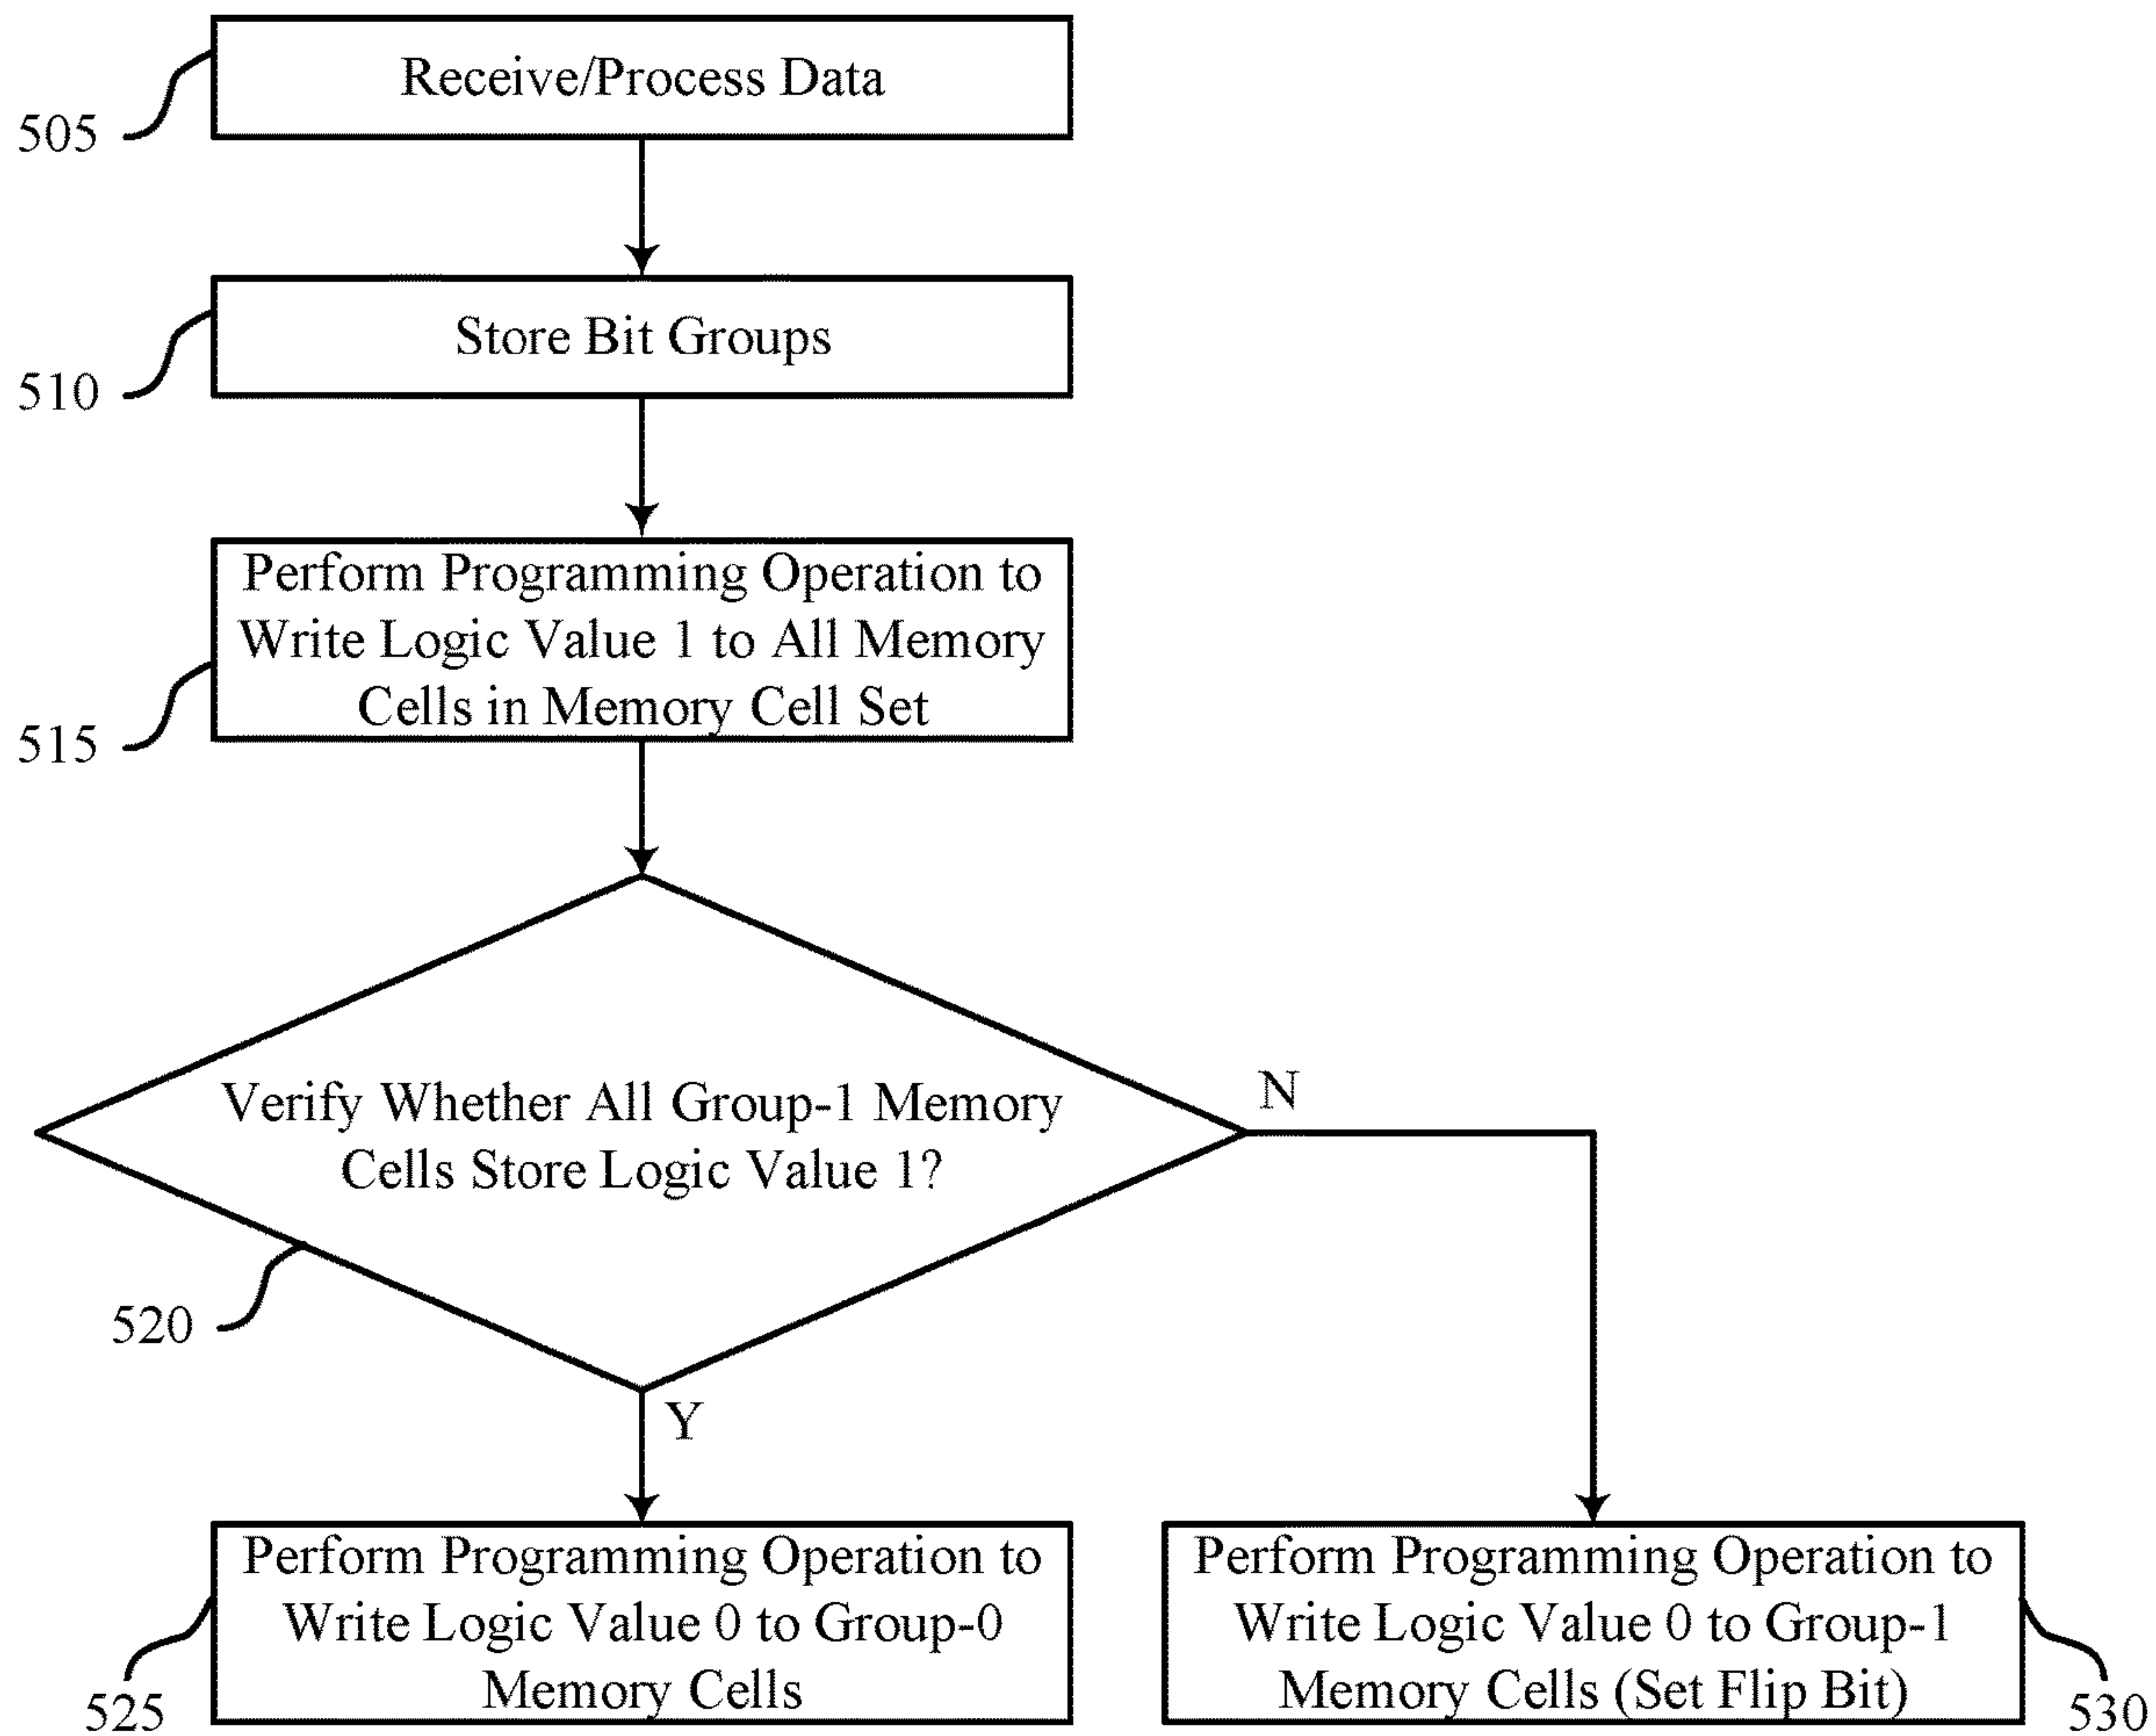 Receive/Process Data
505
Store Bit Groups
510
Perform Programming Operation to
Write Logic Value 1 to All Memory
Cells in Memory Cell Set
515
Verify Whether All Group-1 Memory
Cells Store Logic Value 1?
N
520
Y
Perform Programming Operation to
Write Logic Value 0 to Group-0
Memory Cells
525
Perform Programming Operation to
Write Logic Value 0 to Group-1
Memory Cells (Set Flip Bit)
530